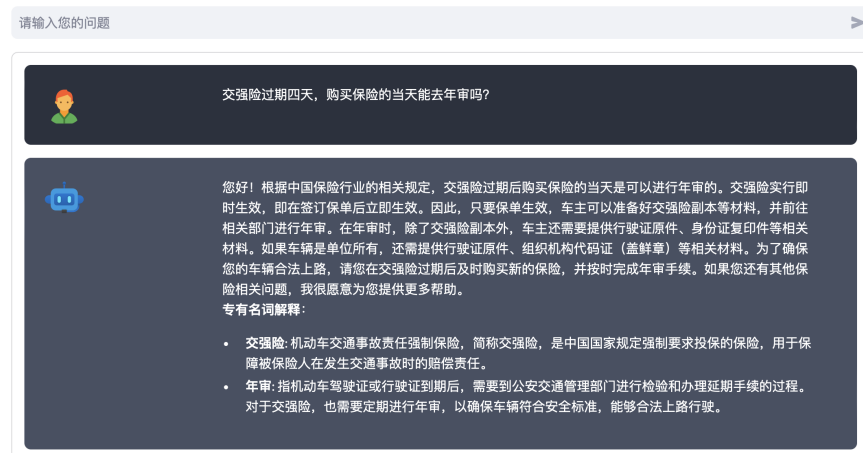 请输入您的问题
交强险过期四天，购买保险的当天能去年审吗?
您好！根据中国保险行业的相关规定，交强险过期后购买保险的当天是可以进行年审的。交强险实行即
时生效，即在签订保单后立即生效。因此，只要保单生效，车主可以准备好交强险副本等材料，并前往
相关部门进行年审。在年审时，除了交强险副本外，车主还需要提供行驶证原件、身份证复印件等相关
材料。如果车辆是单位所有，还需提供行驶证原件、组织机构代码证（盖鲜章）等相关材料。为了确保
您的车辆合法上路，请您在交强险过期后及时购买新的保险，并按时完成年审手续。如果您还有其他保
险相关问题，我很愿意为您提供更多帮助。
专有名词解释：
• 交强险: 机动车交通事故责任强制保险，简称交强险，是中国国家规定强制要求投保的保险，用于保
障被保险人在发生交通事故时的赔偿责任。
• 年审: 指机动车驾驶证或行驶证到期后，需要到公安交通管理部门进行检验和办理延期手续的过程。
对于交强险，也需要定期进行年审，以确保车辆符合安全标准，能够合法上路行驶。